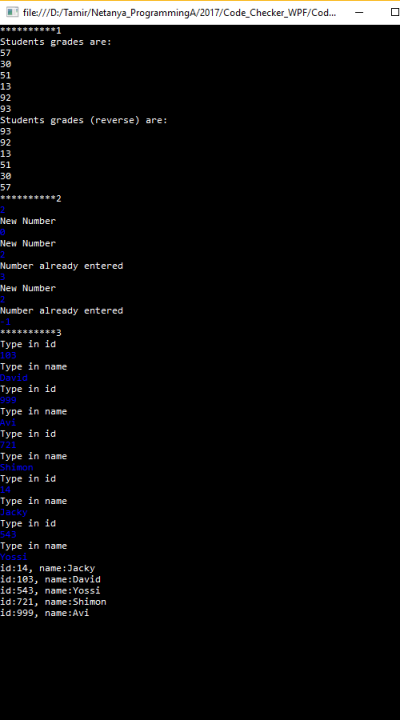 file:///D:/Tamir/Netanya_ProgrammingA/2017/Code_Checker_WPF/Cod...
**********1
Students grades are:
57
30
51
13
92
93
Students grades (reverse) are:
93
92
13
51
30
57
**********2
2
New Number
0
New Number
2
Number already entered
3
New Number
2
Number already entered
-1
**********3
Type in id
103
Type in name
David
Type in id
999
Type in name
Avi
Type in id
721
Type in name
Shimon
Type in id
14
Type in name
Jacky
Type in id
543
Type in name
Yossi
id:14, name:Jacky
id:103, name:David
id:543, name:Yossi
id:721, name:Shimon
id:999, name:Avi